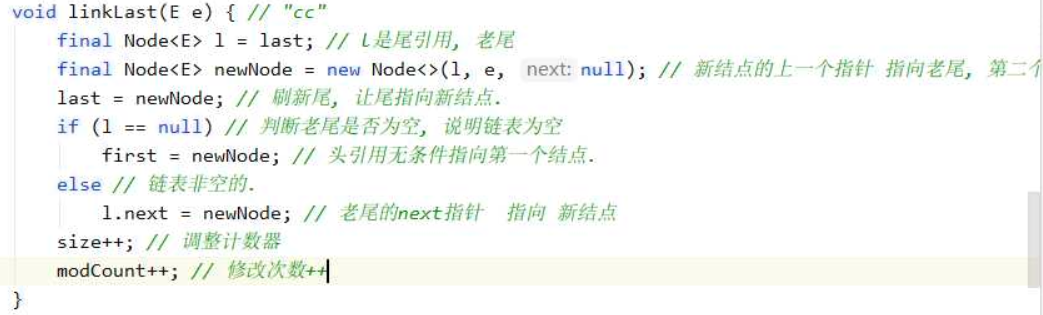 void linkLast(E e) { // "cc"
final Node<E> l = last; // l是尾引用, 老尾
final Node<E> newNode = new Node<>(l, e, next: null); // 新结点的上一个指针 指向老尾, 第二个
last = newNode; // 刷新尾, 让尾指向新结点.
if (l == null) // 判断老尾是否为空, 说明链表为空
first = newNode; // 头引用无条件指向第一个结点.
else // 链表非空的.
l.next = newNode; // 老尾的next指针 指向 新结点
size++; // 调整计数器
modCount++; // 修改次数++
}